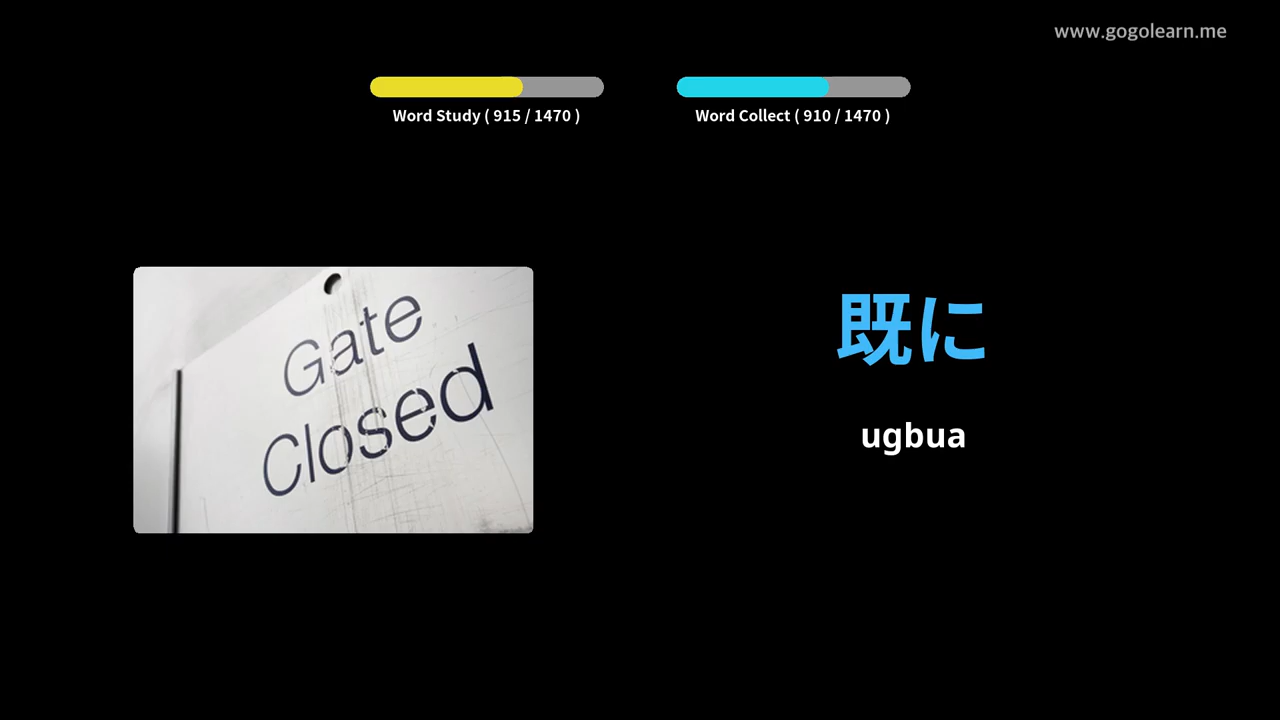 www.gogolearn.me
Word Study ( 915 / 1470 )
Word Collect ( 910 / 1470 )
Gate
Closed
既に
ugbua